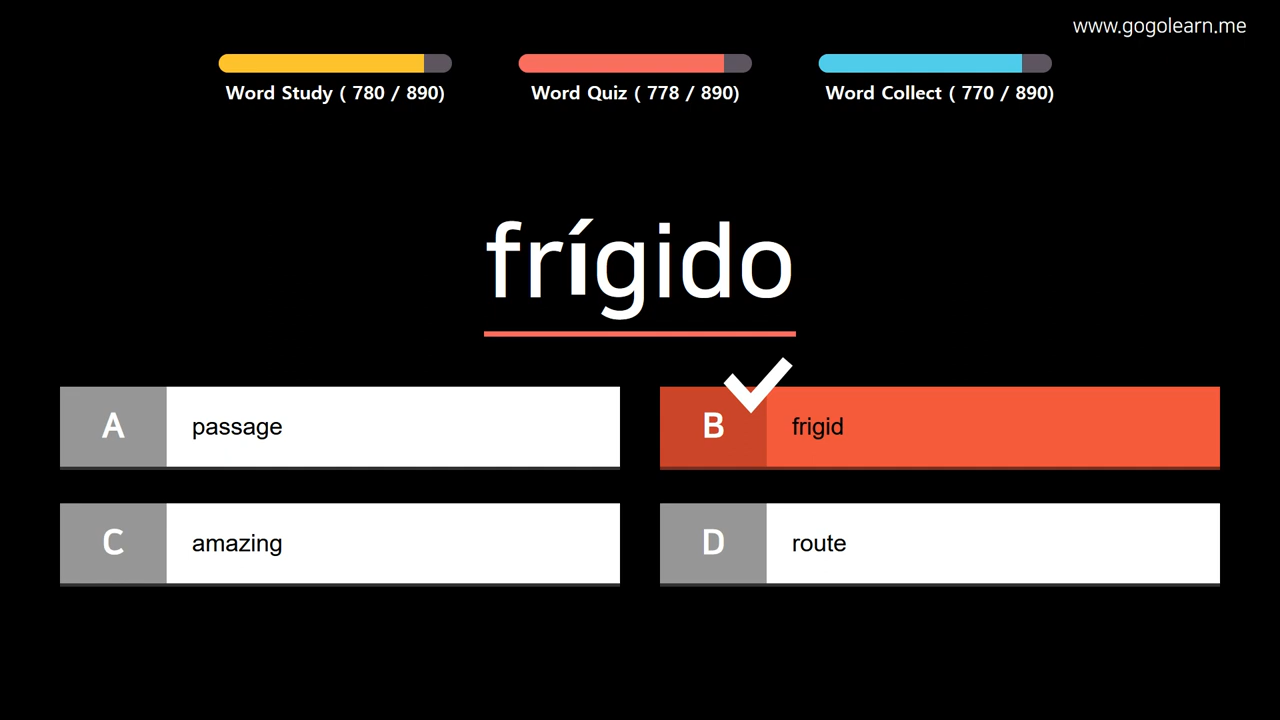 www.gogolearn.me
Word Study ( 780 / 890)
Word Quiz ( 778 / 890)
Word Collect ( 770 / 890)
frígido
A passage
B frigid
C amazing
D route